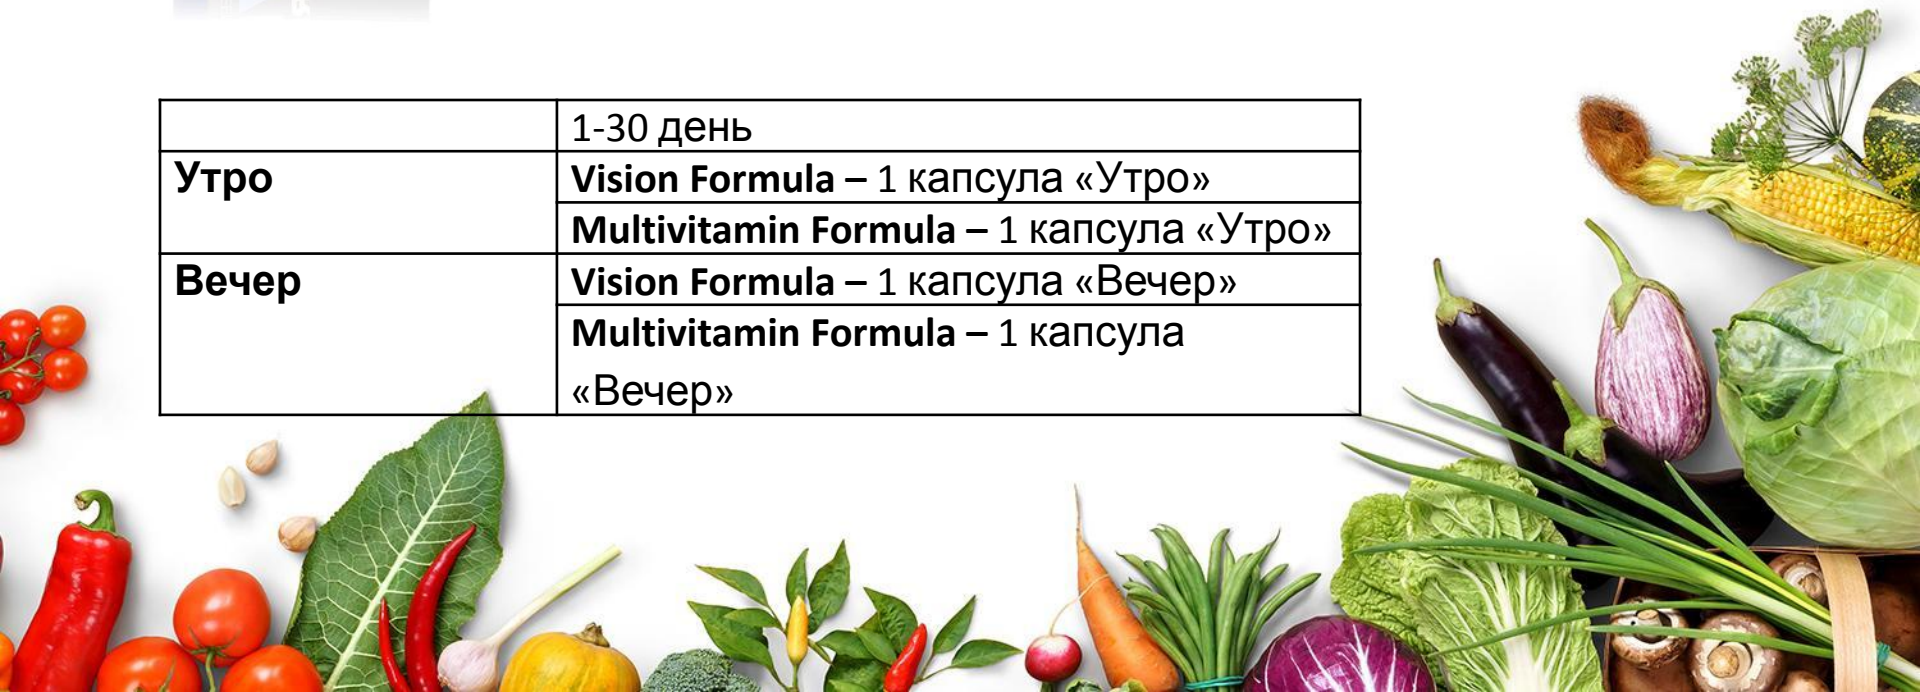 1-30 день
Утро
Vision Formula – 1 капсула «Утро»
Multivitamin Formula – 1 капсула «Утро»
Вечер
Vision Formula – 1 капсула «Вечер»
Multivitamin Formula – 1 капсула
«Вечер»